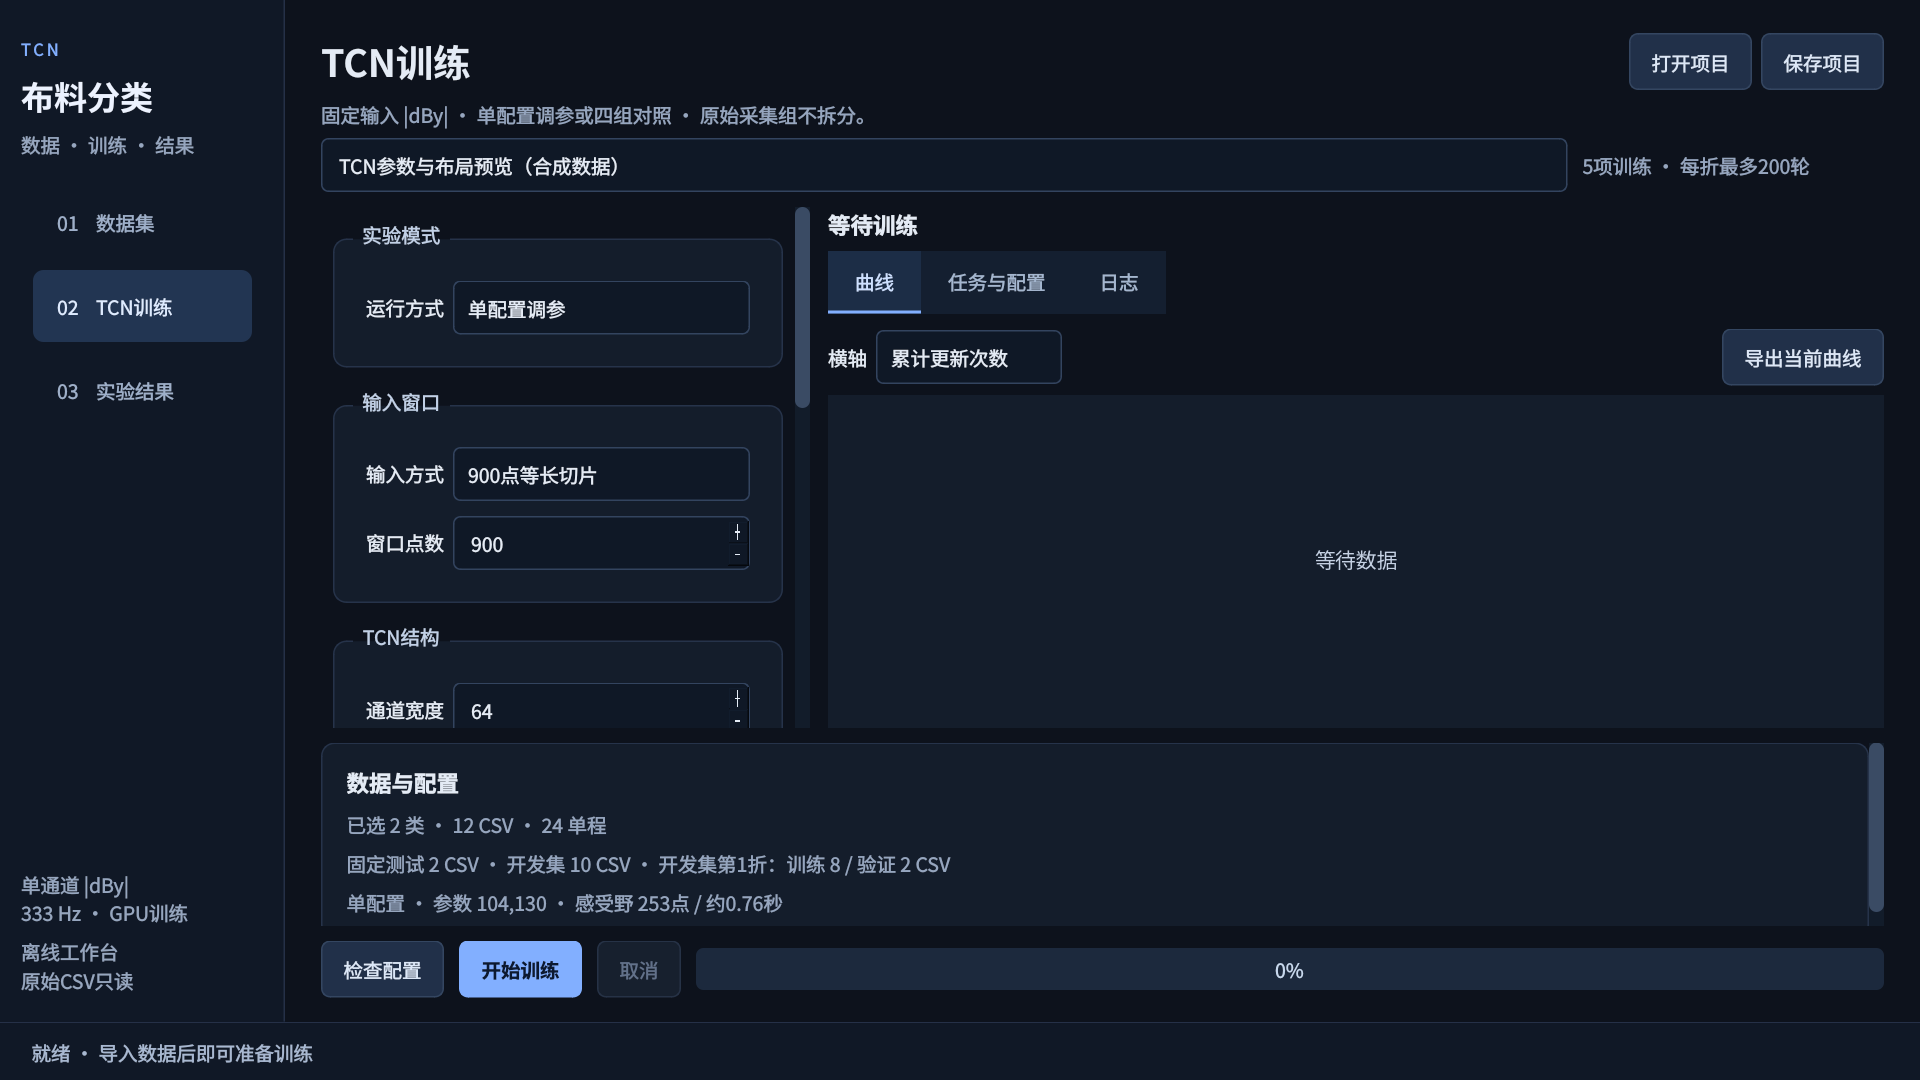 TCN
布料分类
数据 • 训练 • 结果
01 数据集
02 TCN训练
03 实验结果
单通道 |dBy|
333 Hz • GPU训练
离线工作台
原始CSV只读
TCN训练
打开项目
保存项目
固定输入 |dBy| • 单配置调参或四组对照 • 原始采集组不拆分。
TCN参数与布局预览（合成数据）
5项训练 • 每折最多200轮
实验模式
运行方式 单配置调参
输入窗口
输入方式 900点等长切片
窗口点数 900
TCN结构
通道宽度 64
等待训练
曲线 任务与配置 日志
横轴 累计更新次数
导出当前曲线
等待数据
数据与配置
已选 2 类 • 12 CSV • 24 单程
固定测试 2 CSV • 开发集 10 CSV • 开发集第1折：训练 8 / 验证 2 CSV
单配置 • 参数 104,130 • 感受野 253点 / 约0.76秒
检查配置 开始训练 取消 0%
就绪 • 导入数据后即可准备训练